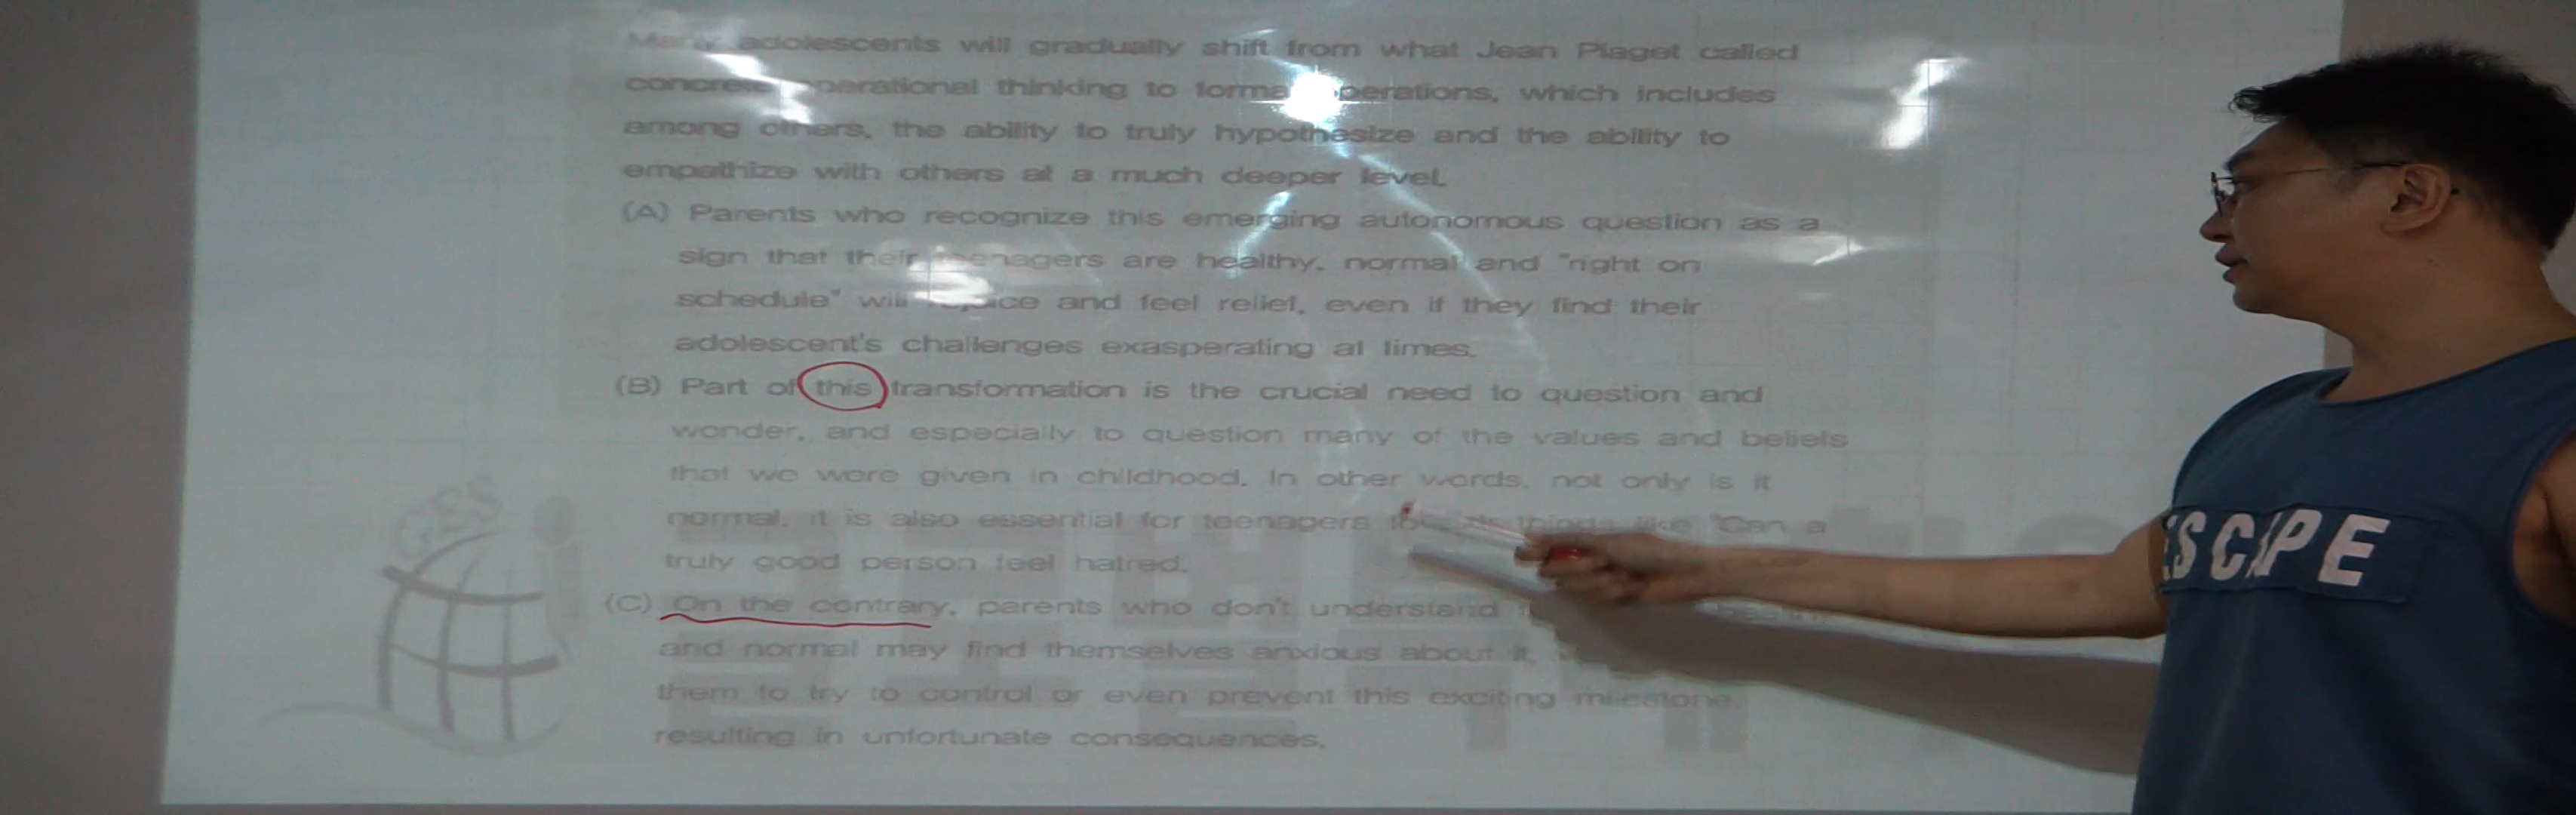 Many adolescents will gradually shift from what Jean Piaget called
concrete operational thinking to formal operations, which includes
among others, the ability to truly hypothesize and the ability to
empathize with others at a much deeper level.
(A) Parents who recognize this emerging autonomous question as a
sign that their teenagers are healthy, normal and "right on
schedule" will and feel relief, even if they find their
adolescent's challenges exasperating at times.
(B) Part of this transformation is the crucial need to question and
wonder, and especially to question many of the values and beliefs
that we were given in childhood. In other words, not only is it
normal, it is also essential for teenagers things like "Can a
truly good person feel hatred.
(C) On the contrary, parents who don't understand
and normal may find themselves anxious about it,
them to try to control or even prevent this exciting milestone
resulting in unfortunate consequences.
CES
ESCAPE